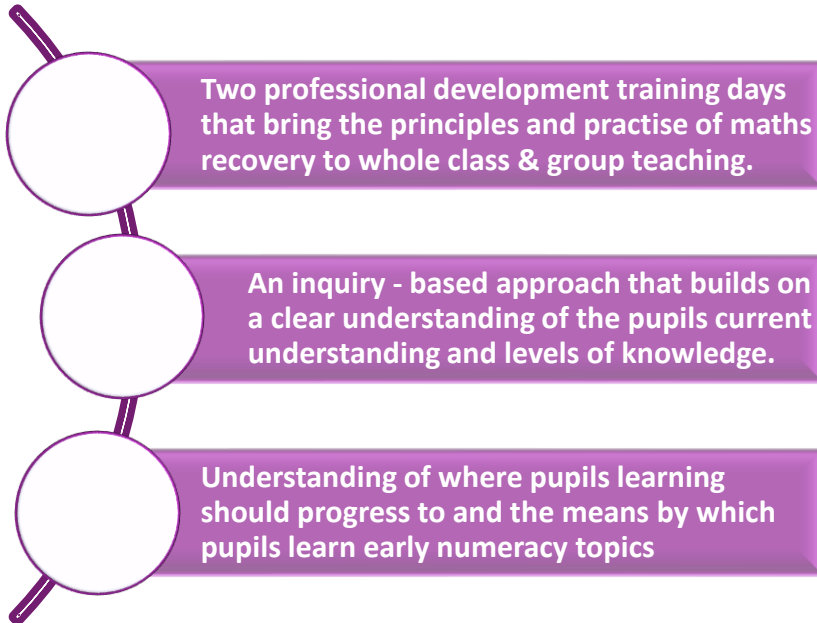 Two professional development training days
that bring the principles and practise of maths
recovery to whole class & group teaching.
An inquiry - based approach that builds on
a clear understanding of the pupils current
understanding and levels of knowledge.
Understanding of where pupils learning
should progress to and the means by which
pupils learn early numeracy topics